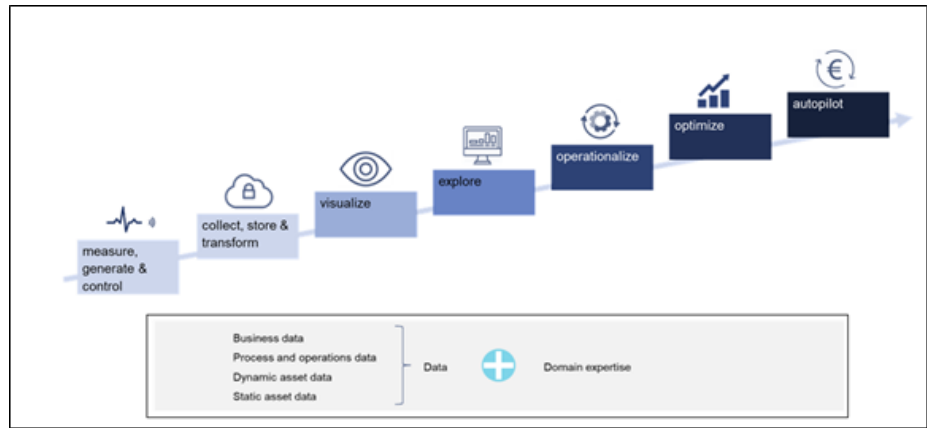 measure,
generate &
control
collect, store &
transform
visualize
explore
operationalize
optimize
€
autopilot
Business data
Process and operations data
Dynamic asset data
Static asset data
Data
Domain expertise